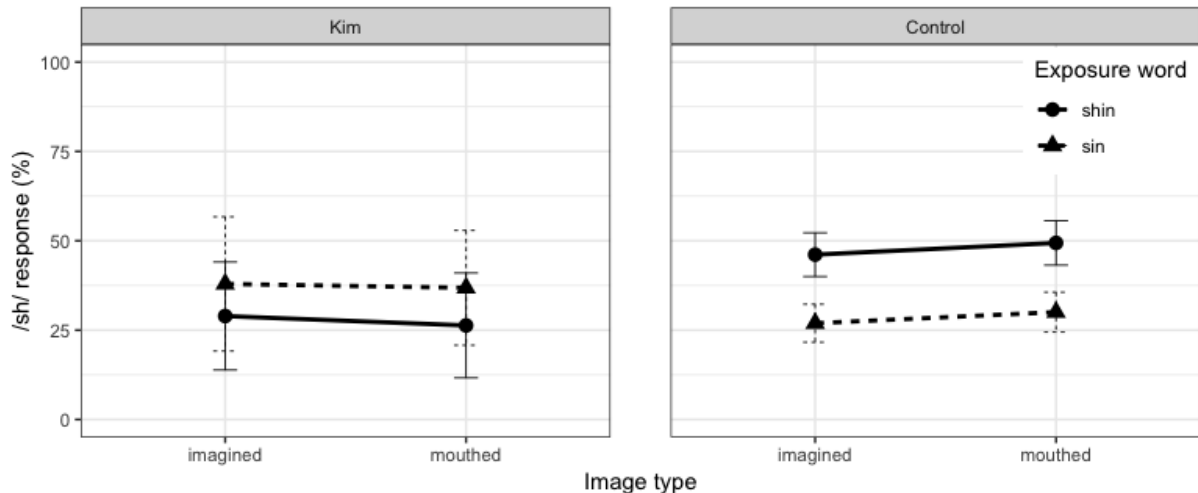 Kim
Control
/sh/ response (%)
100
75
50
25
0
Exposure word
shin
sin
imagined
mouthed
imagined
mouthed
Image type